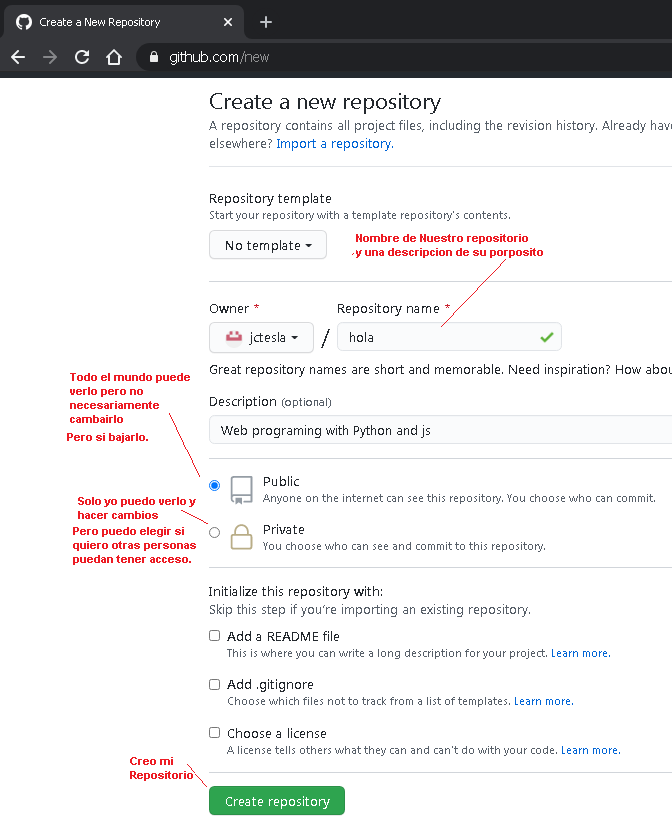 Create a New Repository
github.com/new
Create a new repository
A repository contains all project files, including the revision history. Already have
elsewhere? Import a repository.
Repository template
Start your repository with a template repository's contents.
No template
Nombre de Nuestro repositorio
y una descripcion de su porposito
Owner *
Repository name *
jctesla
/
hola
Great repository names are short and memorable. Need inspiration? How abou
Todo el mundo puede
verlo pero no
necesariamente
cambairlo
Pero si bajarlo.
Description (optional)
Web programing with Python and js
Public
Anyone on the internet can see this repository. You choose who can commit.
Solo yo puedo verlo y
hacer cambios
Pero puedo elegir si
quiero otras personas
puedan tener acceso.
Private
You choose who can see and commit to this repository.
Initialize this repository with:
Skip this step if you're importing an existing repository.
Add a README file
This is where you can write a long description for your project. Learn more.
Add .gitignore
Choose which files not to track from a list of templates. Learn more.
Choose a license
A license tells others what they can and can't do with your code. Learn more.
Creo mi
Repositorio
Create repository